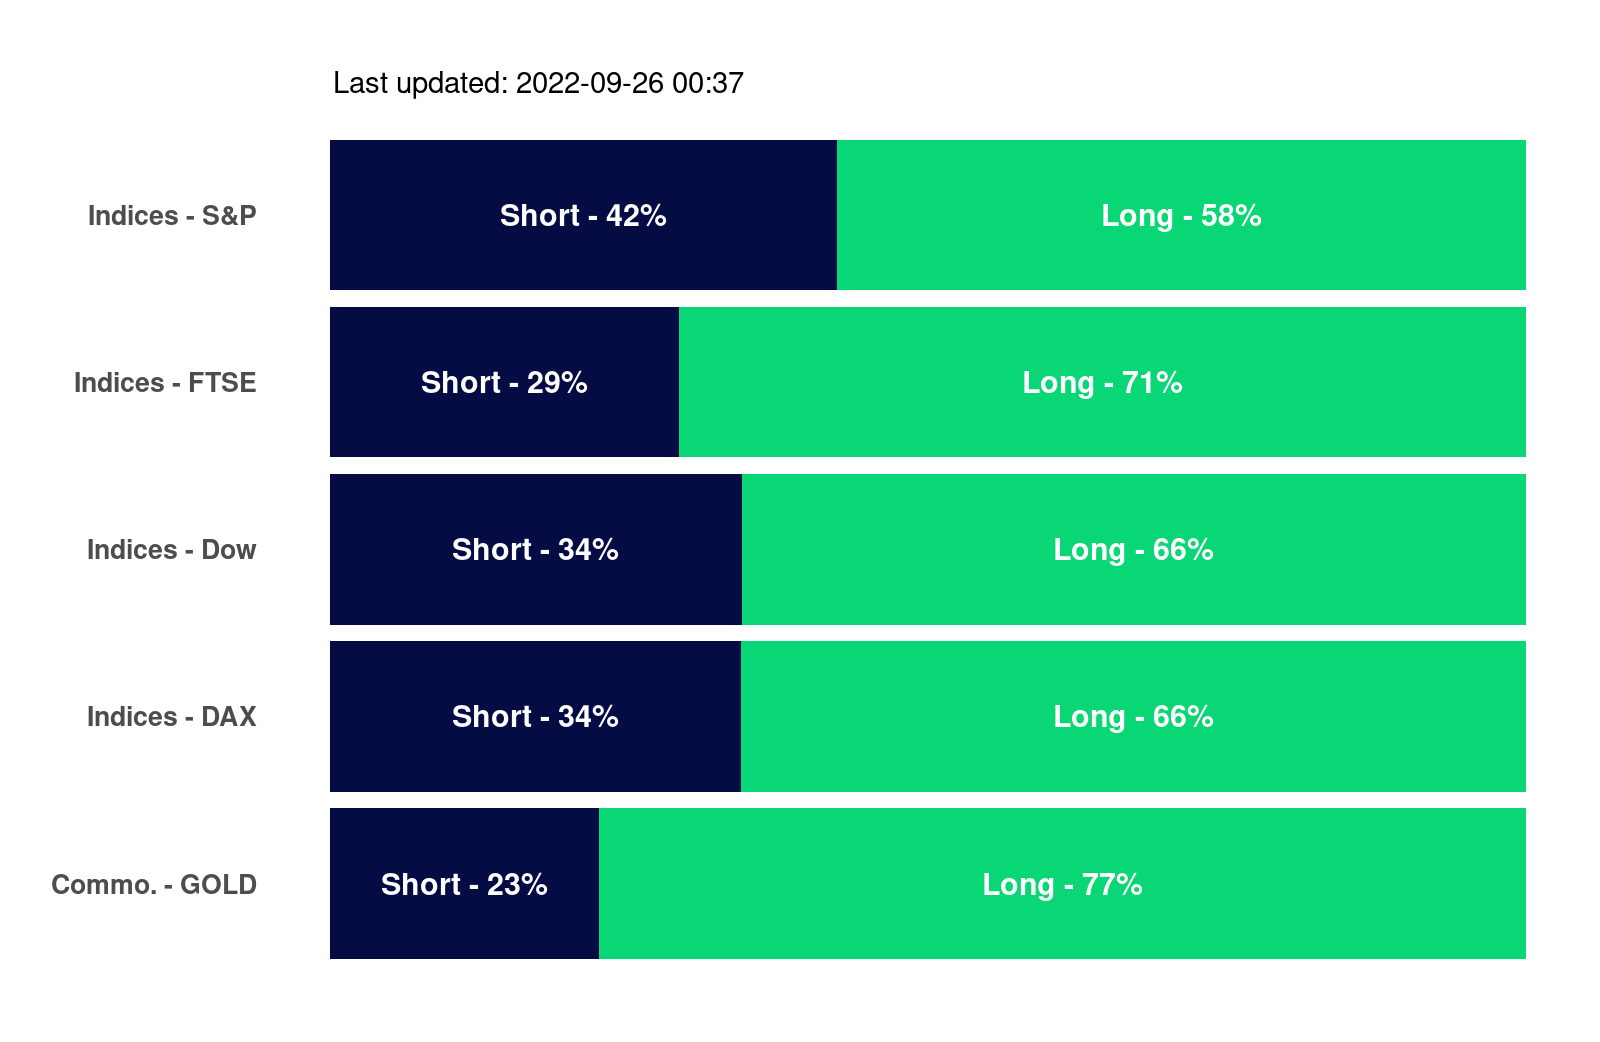 Last updated: 2022-09-26 00:37
Indices - S&P Short - 42% Long - 58%
Indices - FTSE Short - 29% Long - 71%
Indices - Dow Short - 34% Long - 66%
Indices - DAX Short - 34% Long - 66%
Commo. - GOLD Short - 23% Long - 77%